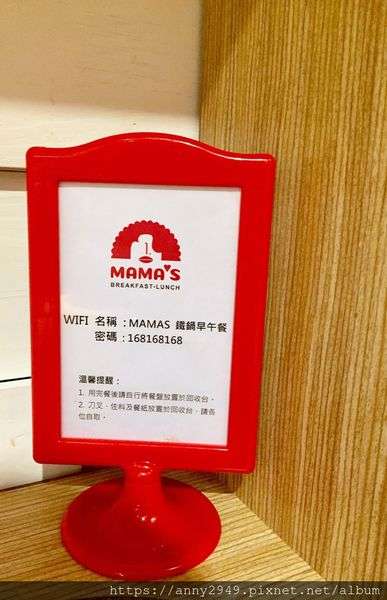 MAMA'S
BREAKFAST-LUNCH
WIFI 名稱：MAMAS 鐵鍋早午餐
密碼：168168168
溫馨提醒：
1. 用完餐後請自行將餐盤放置於回收台。
2. 刀叉、佐料及餐紙放置於回收台，請各
位自取。
https://anny2949.pixnet.net/album